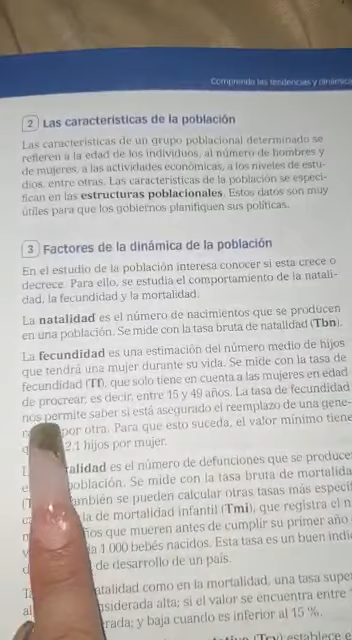 Comprendo las tendencias y dinámica
2 Las características de la población
Las características de un grupo poblacional determinado se
refieren a la edad de los individuos, al número de hombres y
de mujeres, a las actividades económicas, a los niveles de estu-
dios, entre otras. Las características de la población se especi-
fican en las estructuras poblacionales. Estos datos son muy
útiles para que los gobiernos planifiquen sus políticas.
3 Factores de la dinámica de la población
En el estudio de la población interesa conocer si esta crece o
decrece. Para ello, se estudia el comportamiento de la natali-
dad, la fecundidad y la mortalidad.
La natalidad es el número de nacimientos que se producen
en una población. Se mide con la tasa bruta de natalidad (Tbn).
La fecundidad es una estimación del número medio de hijos
que tendrá una mujer durante su vida. Se mide con la tasa de
fecundidad (Tf), que solo tiene en cuenta a las mujeres en edad
de procrear, es decir, entre 15 y 49 años. La tasa de fecundidad
nos permite saber si está asegurado el reemplazo de una gene-
por otra. Para que esto suceda, el valor mínimo tiene
2.1 hijos por mujer.
talidad es el número de defunciones que se produce
población. Se mide con la tasa bruta de mortalida
ambién se pueden calcular otras tasas más específ
la de mortalidad infantil (Tmi), que registra el n
ños que mueren antes de cumplir su primer año
da 1 000 bebés nacidos. Esta tasa es un buen indi
de desarrollo de un país.
natalidad como en la mortalidad, una tasa super
nsiderada alta; si el valor se encuentra entre
rada; y baja cuando es inferior al 15 %.
(Trv) establece